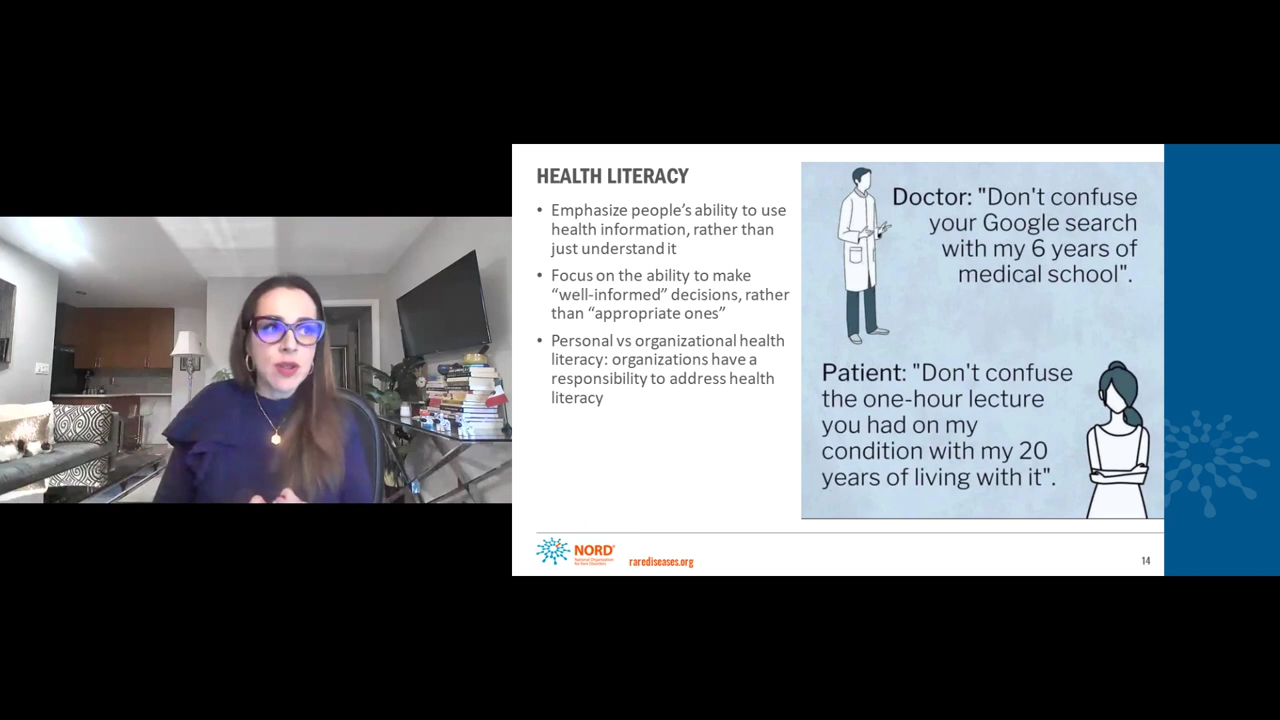 HEALTH LITERACY
• Emphasize people's ability to use
health information, rather than
just understand it
• Focus on the ability to make
"well-informed" decisions, rather
than "appropriate ones"
• Personal vs organizational health
literacy: organizations have a
responsibility to address health
literacy
Doctor: "Don't confuse
your Google search
with my 6 years of
medical school".
Patient: "Don't confuse
the one-hour lecture
you had on my
condition with my 20
years of living with it".
NORD®
National Organization
for Rare Disorders
rarediseases.org
14